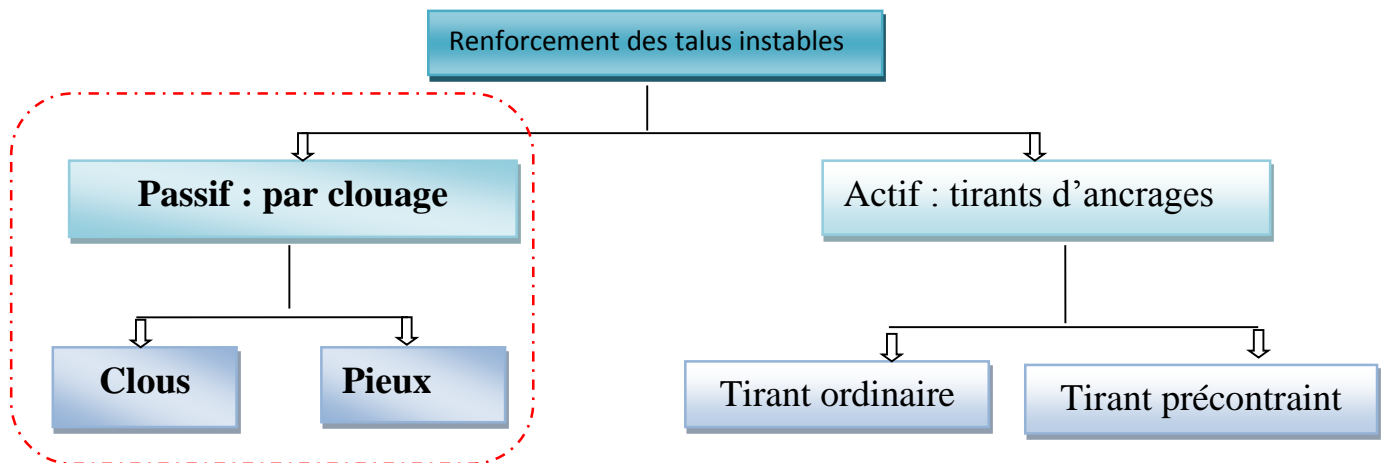 Renforcement des talus instables
Passif : par clouage
Actif : tirants d’ancrages
Clous
Pieux
Tirant ordinaire
Tirant précontraint